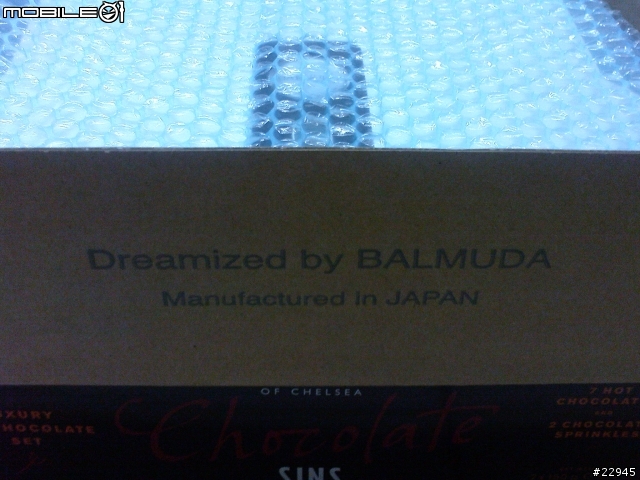 MOBILE01
Dreamized by BALMUDA
Manufactured in JAPAN
OF CHELSEA
Chocolate
SINS
LUXURY
CHOCOLATE
SET
7 HOT
CHOCOLATE
AND
2 CHOCOLATE
SPRINKLES
#22945